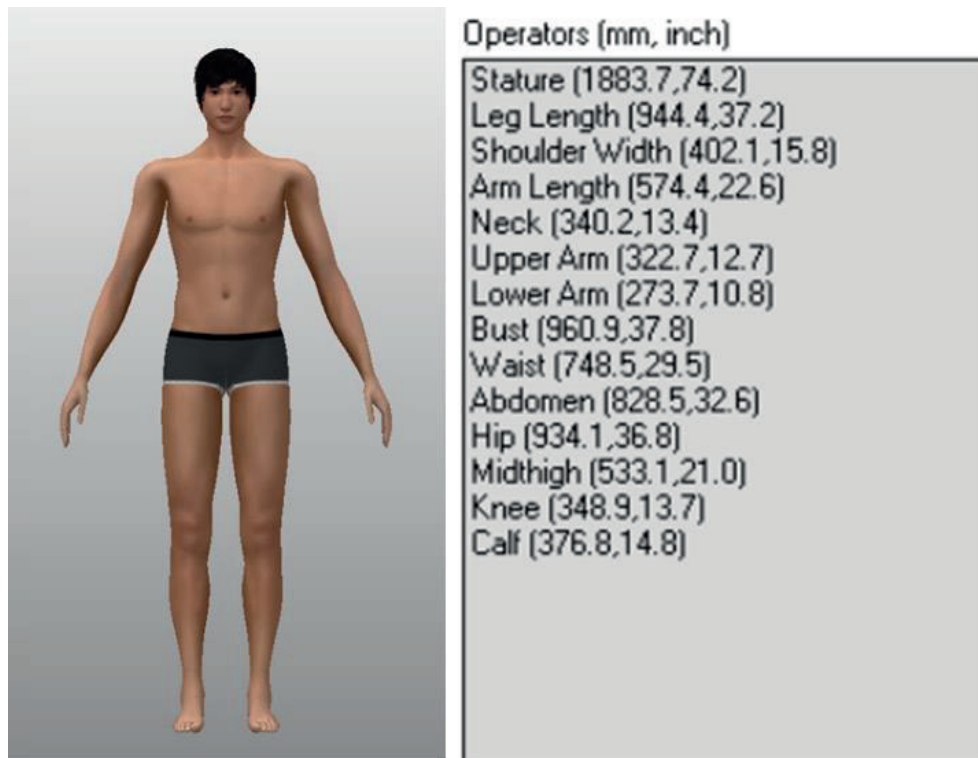 Operators (mm, inch)
Stature (1883.7,74.2)
Leg Length (944.4,37.2)
Shoulder Width (402.1,15.8)
Arm Length (574.4,22.6)
Neck (340.2,13.4)
Upper Arm (322.7,12.7)
Lower Arm (273.7,10.8)
Bust (960.9,37.8)
Waist (748.5,29.5)
Abdomen (828.5,32.6)
Hip (934.1,36.8)
Midthigh (533.1,21.0)
Knee (348.9,13.7)
Calf (376.8,14.8)